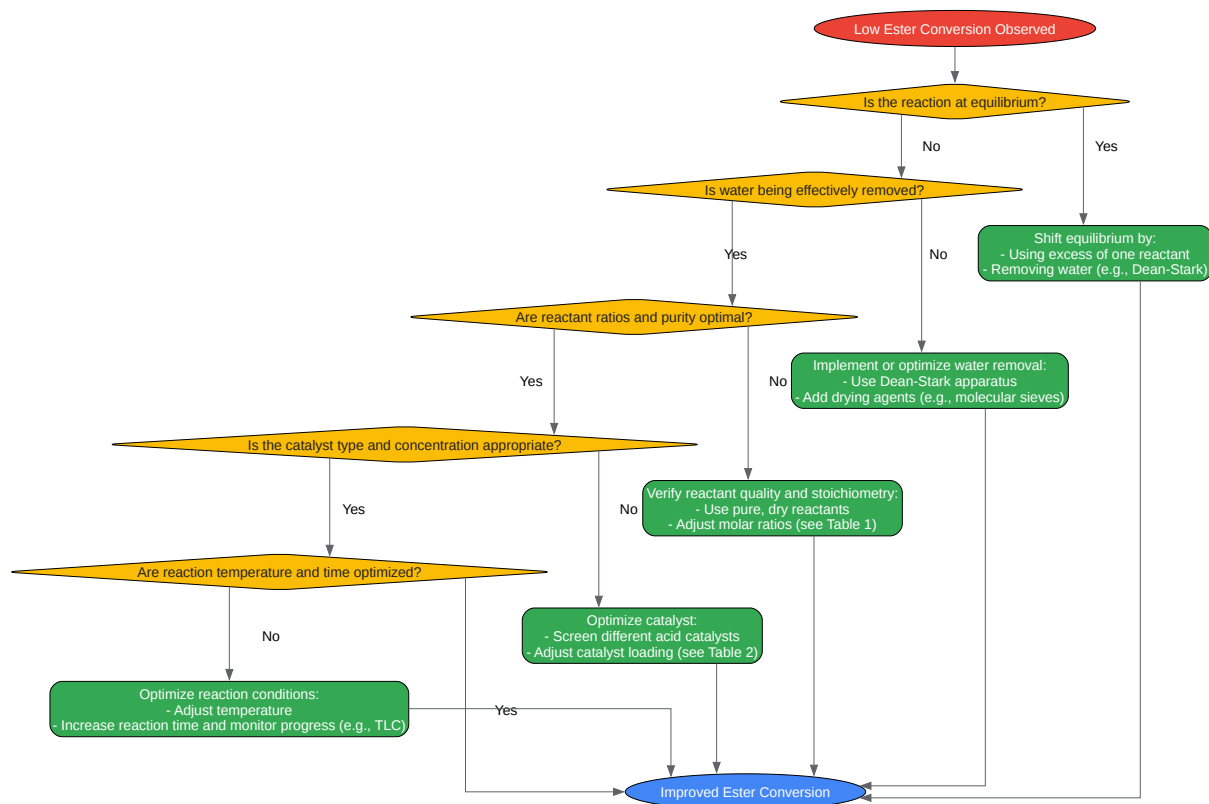 Low Ester Conversion Observed
Is the reaction at equilibrium?
No
Yes
Is water being effectively removed?
Shift equilibrium by:
- Using excess of one reactant
- Removing water (e.g., Dean-Stark)
Yes
No
Are reactant ratios and purity optimal?
Implement or optimize water removal:
- Use Dean-Stark apparatus
- Add drying agents (e.g., molecular sieves)
Yes
No
Is the catalyst type and concentration appropriate?
Verify reactant quality and stoichiometry:
- Use pure, dry reactants
- Adjust molar ratios (see Table 1)
Yes
No
Are reaction temperature and time optimized?
Optimize catalyst:
- Screen different acid catalysts
- Adjust catalyst loading (see Table 2)
No
Optimize reaction conditions:
- Adjust temperature
- Increase reaction time and monitor progress (e.g., TLC)
Yes
Improved Ester Conversion